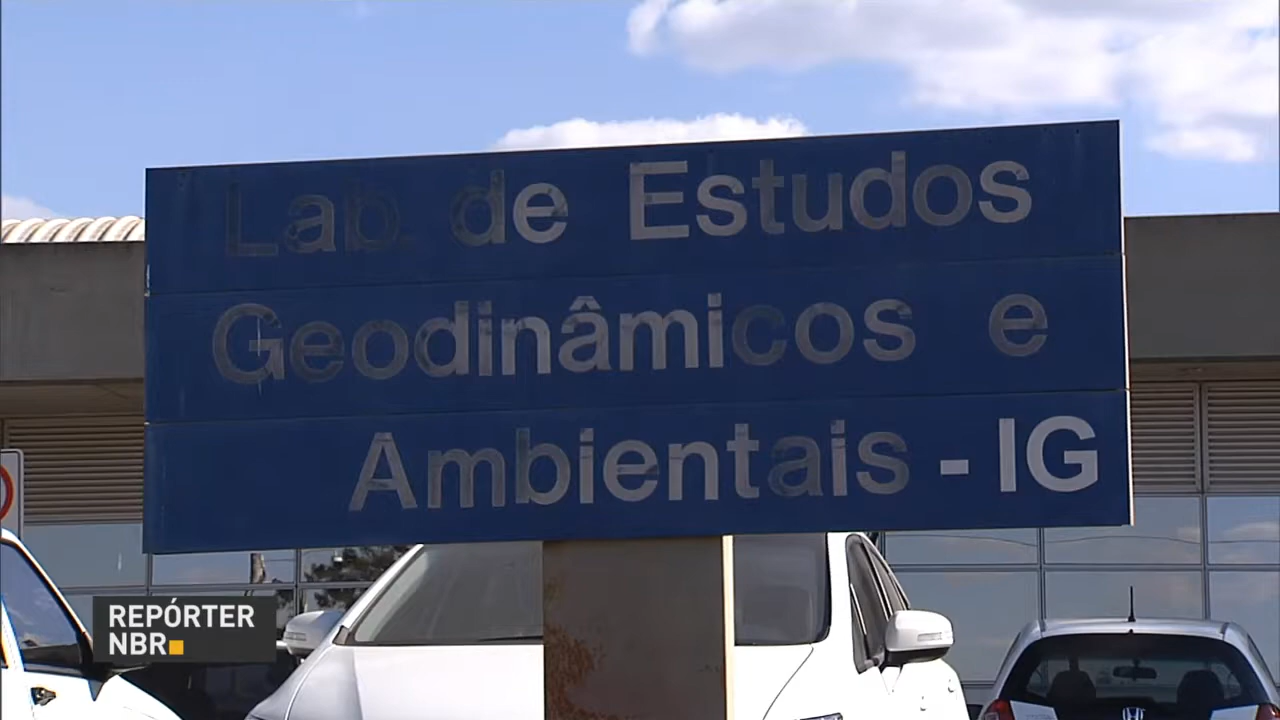 Lab. de Estudos
Geodinâmicos e
Ambientais - IG
REPÓRTER
NBR